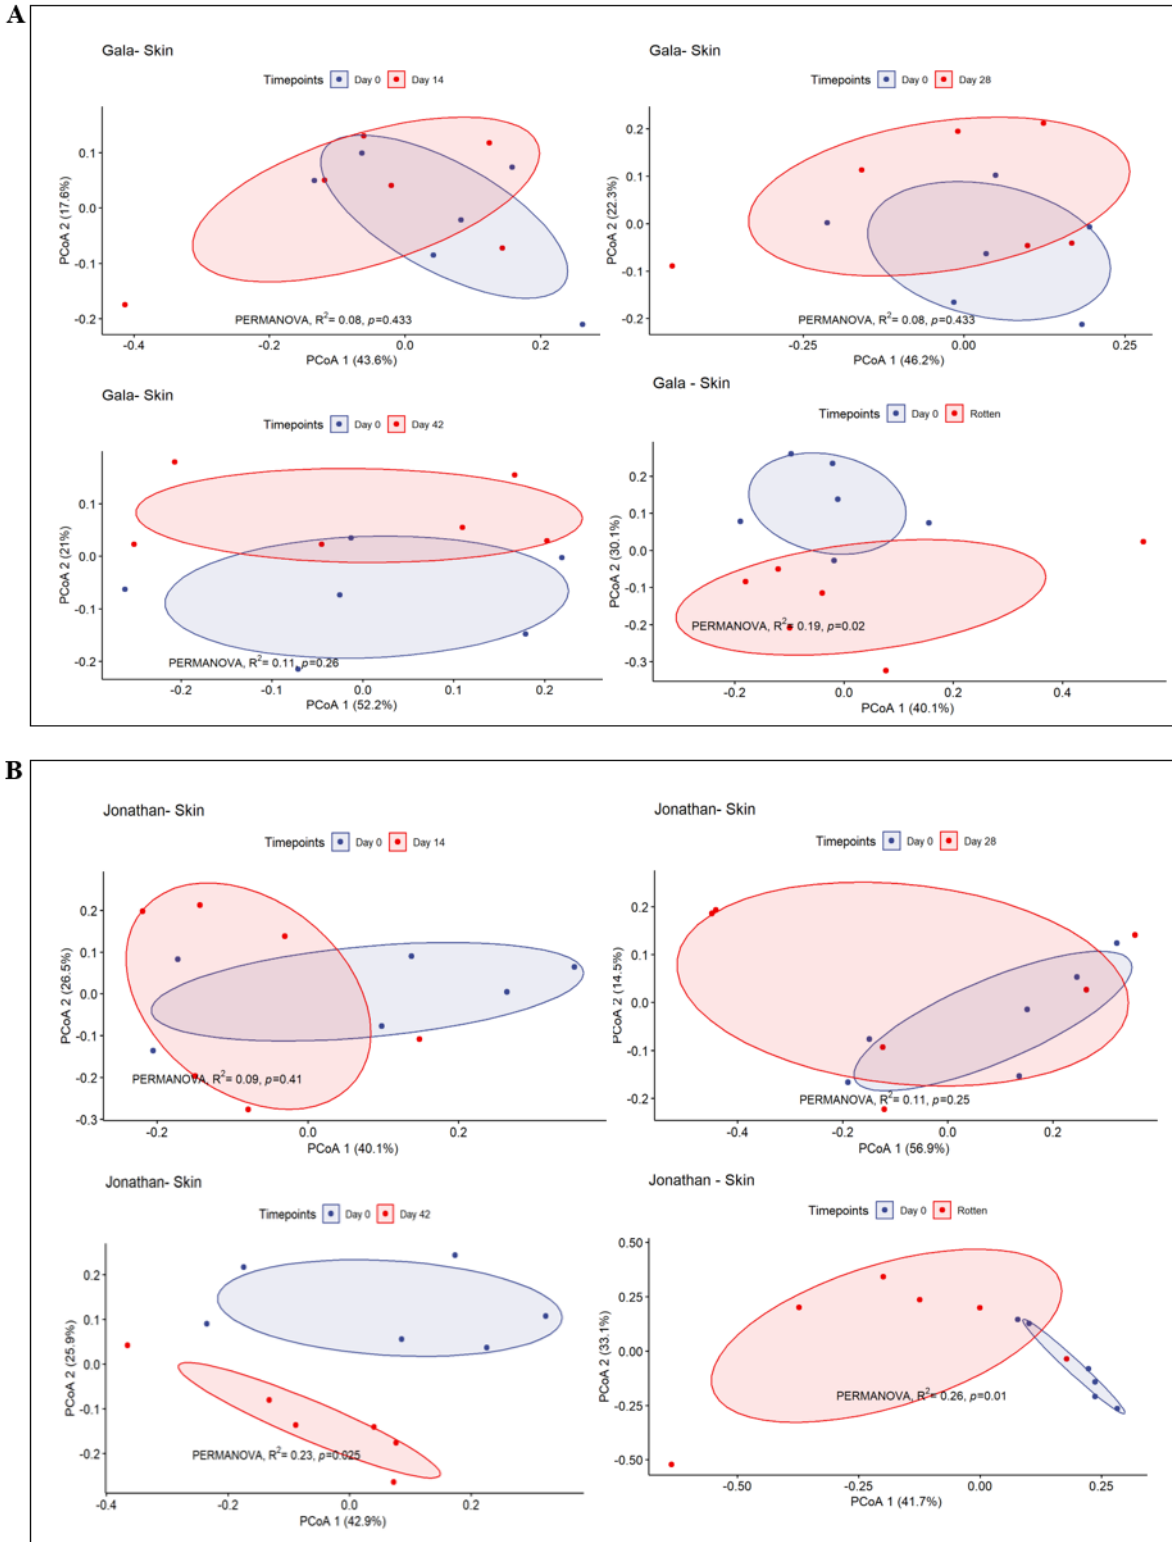 A
Gala- Skin
Timepoints Day 0 Day 14
PCoA 2 (17.6%)
0.1
0.0
-0.1
-0.2
PERMANOVA, R2= 0.08, p=0.433
-0.4 -0.2 0.0 0.2
PCoA 1 (43.6%)
Gala- Skin
Timepoints Day 0 Day 28
PCoA 2 (22.3%)
0.2
0.1
0.0
-0.1
-0.2
PERMANOVA, R2= 0.08, p=0.433
-0.25 0.00 0.25
PCoA 1 (46.2%)
Gala- Skin
Timepoints Day 0 Day 42
PCoA 2 (21%)
0.1
0.0
-0.1
-0.2
PERMANOVA, R2= 0.11, p=0.26
-0.2 -0.1 0.0 0.1 0.2
PCoA 1 (52.2%)
Gala - Skin
Timepoints Day 0 Rotten
PCoA 2 (30.1%)
0.2
0.1
0.0
-0.1
-0.2
-0.3
PERMANOVA, R2= 0.19, p=0.02
-0.2 0.0 0.2 0.4
PCoA 1 (40.1%)
B
Jonathan- Skin
Timepoints Day 0 Day 14
PCoA 2 (26.5%)
0.2
0.1
0.0
-0.1
-0.2
-0.3
PERMANOVA, R2= 0.09, p=0.41
-0.2 0.0 0.2
PCoA 1 (40.1%)
Jonathan- Skin
Timepoints Day 0 Day 28
PCoA 2 (14.5%)
0.2
0.1
0.0
-0.1
-0.2
PERMANOVA, R2= 0.11, p=0.25
-0.4 -0.2 0.0 0.2
PCoA 1 (56.9%)
Jonathan- Skin
Timepoints Day 0 Day 42
PCoA 2 (25.9%)
0.2
0.1
0.0
-0.1
-0.2
PERMANOVA, R2= 0.23, p=0.025
-0.4 -0.2 0.0 0.2
PCoA 1 (42.9%)
Jonathan - Skin
Timepoints Day 0 Rotten
PCoA 2 (33.1%)
0.50
0.25
0.00
-0.25
-0.50
PERMANOVA, R2= 0.26, p=0.01
-0.50 -0.25 0.00 0.25
PCoA 1 (41.7%)